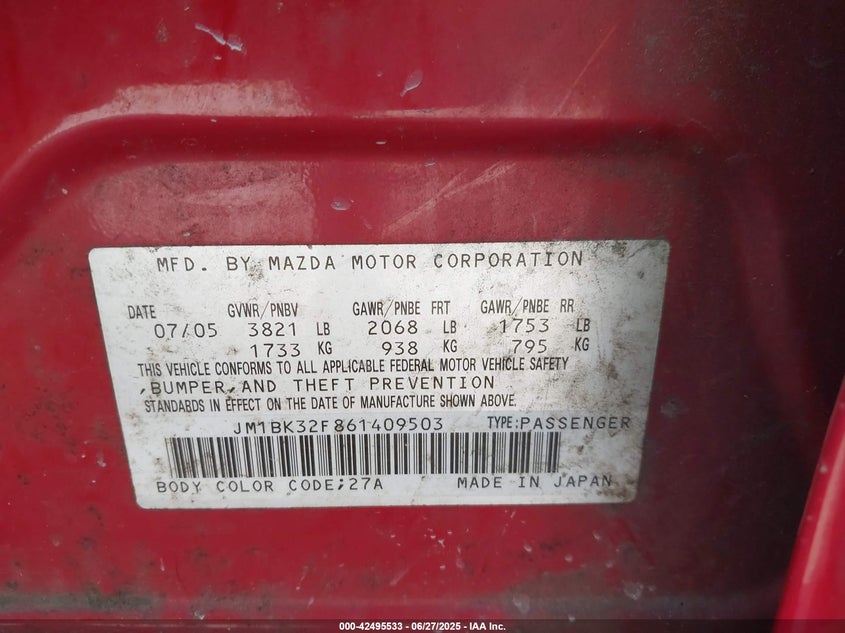 MFD. BY MAZDA MOTOR CORPORATION
DATE GVWR/PNBV GAWR/PNBE FRT GAWR/PNBE RR
07/05 3821 LB 2068 LB 1753 LB
1733 KG 938 KG 795 KG
THIS VEHICLE CONFORMS TO ALL APPLICABLE FEDERAL MOTOR VEHICLE SAFETY
,BUMPER,AND THEFT PREVENTION
STANDARDS IN EFFECT ON THE DATE OF MANUFACTURE SHOWN ABOVE.
JM1BK32F861409503 TYPE:PASSENGER
BODY COLOR CODE;27A MADE IN JAPAN
000-42495533 - 06/27/2025 - IAA Inc.